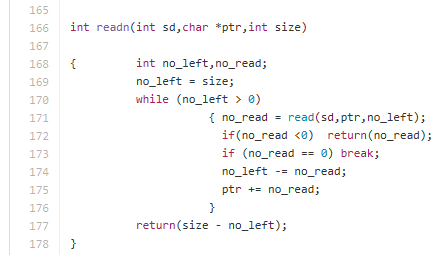 165
166 int readn(int sd,char *ptr,int size)
167
168 {         int no_left,no_read;
169           no_left = size;
170           while (no_left > 0)
171                      { no_read = read(sd,ptr,no_left);
172                        if(no_read <0)  return(no_read);
173                        if (no_read == 0) break;
174                        no_left -= no_read;
175                        ptr += no_read;
176                      }
177           return(size - no_left);
178 }